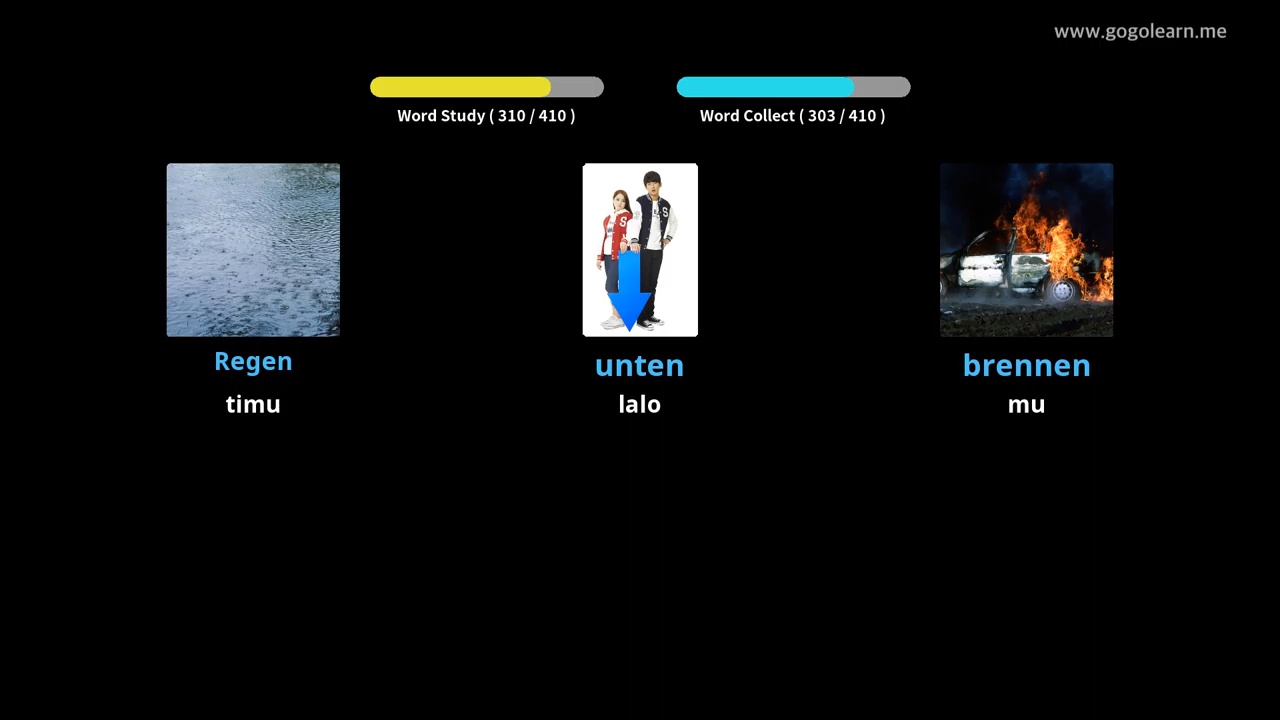 www.gogolearn.me
Word Study ( 310 / 410 )
Word Collect ( 303 / 410 )
Regen
timu
unten
lalo
brennen
mu